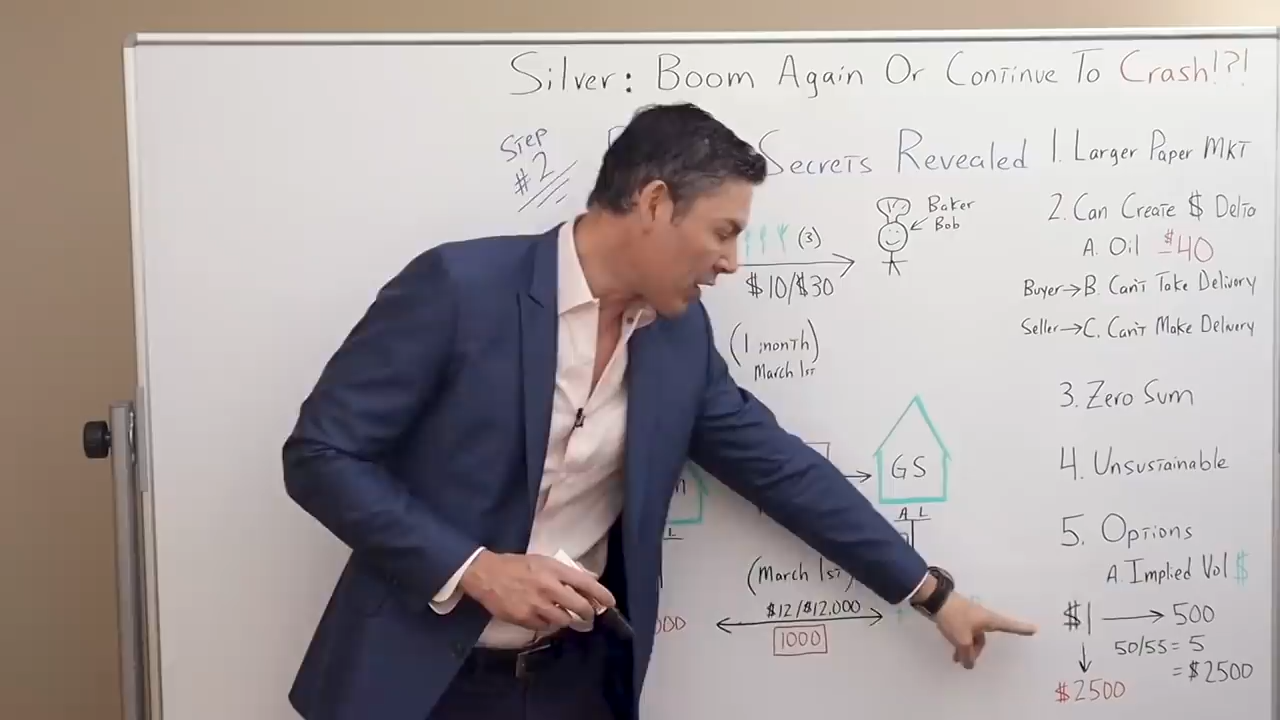 Silver: Boom Again Or Continue To Crash!?!
Step
#2
Secrets Revealed
(3)
$10/$30
(1 month)
March 1st
Baker
Bob
GS
A L
L
(March 1st)
$12/$12,000
1000
000
1. Larger Paper MKT
2. Can Create $ Delta
A. Oil -$40
Buyer→B. Can't Take Delivery
Seller→C. Can't Make Delivery
3. Zero Sum
4. Unsustainable
5. Options
A. Implied Vol $
$1 → 500
50/55 = 5
= $2500
$2500